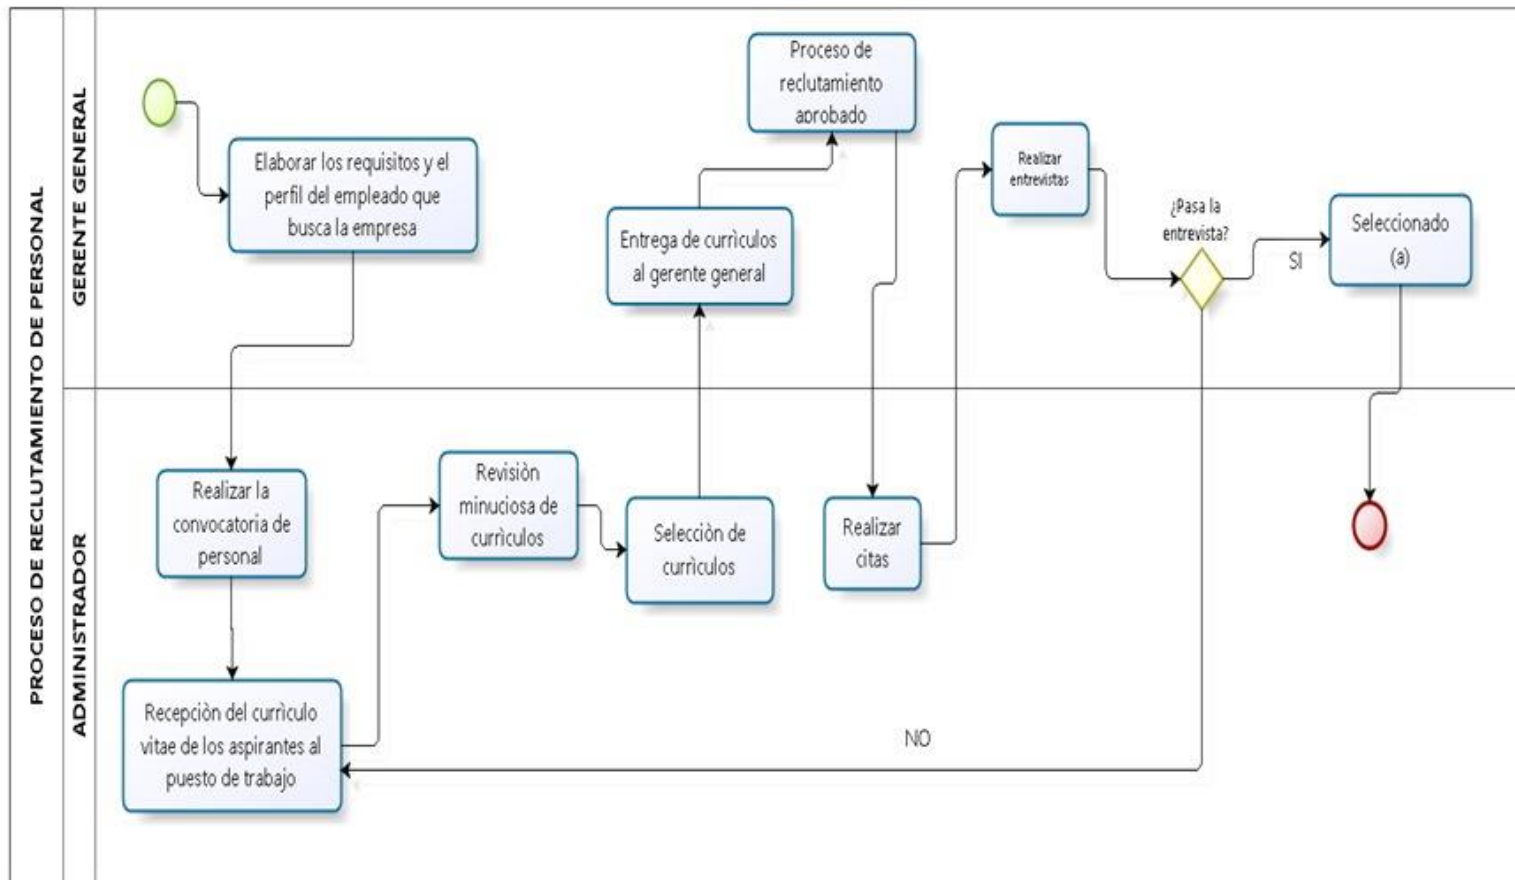 PROCESO DE RECLUTAMIENTO DE PERSONAL
GERENTE GENERAL
Elaborar los requisitos y el
perfil del empleado que
busca la empresa
Entrega de currìculos
al gerente general
Proceso de
reclutamiento
aprobado
Realizar
entrevistas
¿Pasa la
entrevista?
SI
Seleccionado
(a)
ADMINISTRADOR
Realizar la
convocatoria de
personal
Recepciòn del currìculo
vitae de los aspirantes al
puesto de trabajo
Revisiòn
minuciosa de
currìculos
Selecciòn de
currìculos
Realizar
citas
NO